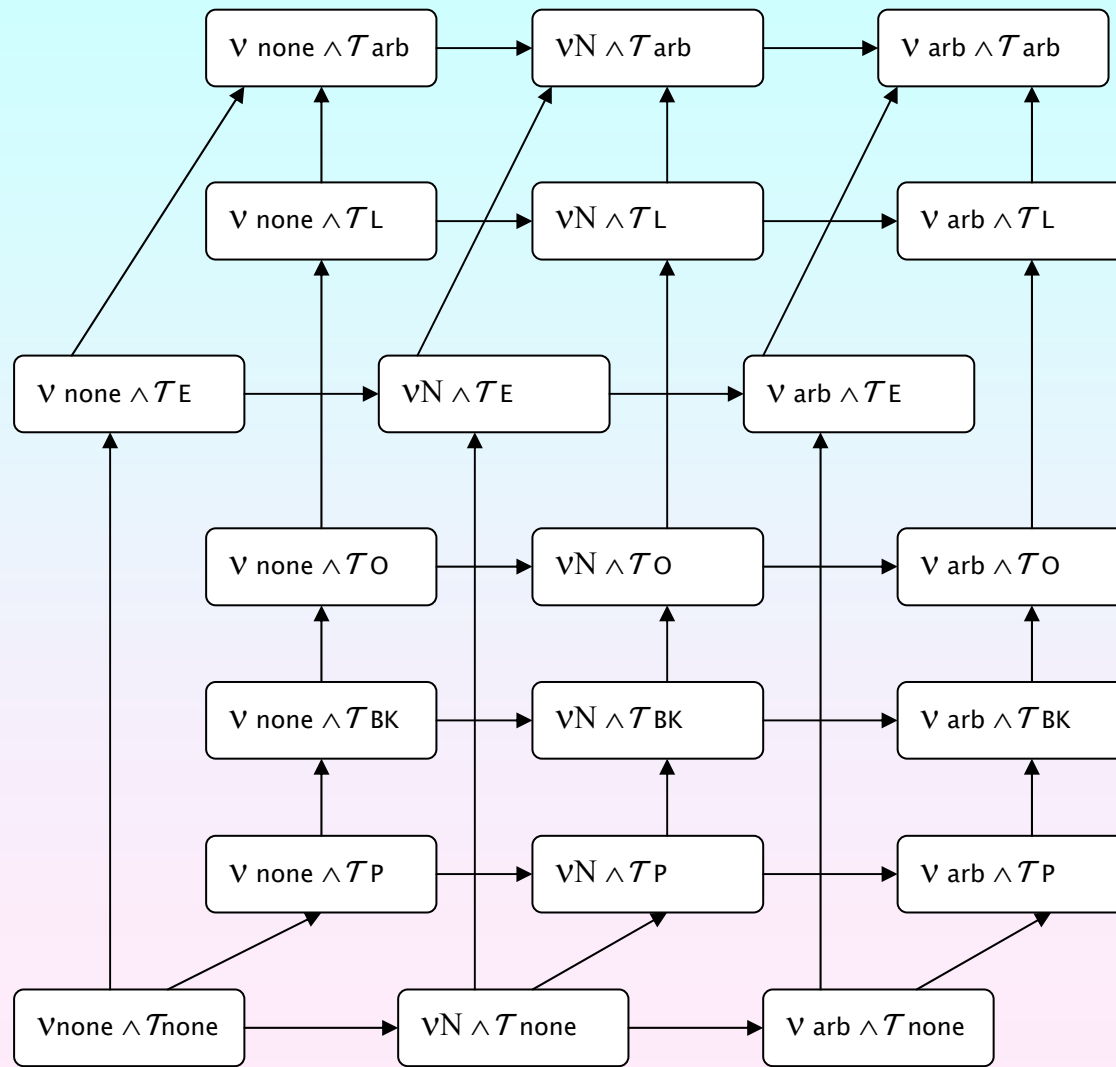 ν none ∧ 𝒯 arb
νN ∧ 𝒯 arb
ν arb ∧ 𝒯 arb
ν none ∧ 𝒯 L
νN ∧ 𝒯 L
ν arb ∧ 𝒯 L
ν none ∧ 𝒯 E
νN ∧ 𝒯 E
ν arb ∧ 𝒯 E
ν none ∧ 𝒯 O
νN ∧ 𝒯 O
ν arb ∧ 𝒯 O
ν none ∧ 𝒯 BK
νN ∧ 𝒯 BK
ν arb ∧ 𝒯 BK
ν none ∧ 𝒯 P
νN ∧ 𝒯 P
ν arb ∧ 𝒯 P
νnone ∧ 𝒯none
νN ∧ 𝒯 none
ν arb ∧ 𝒯 none